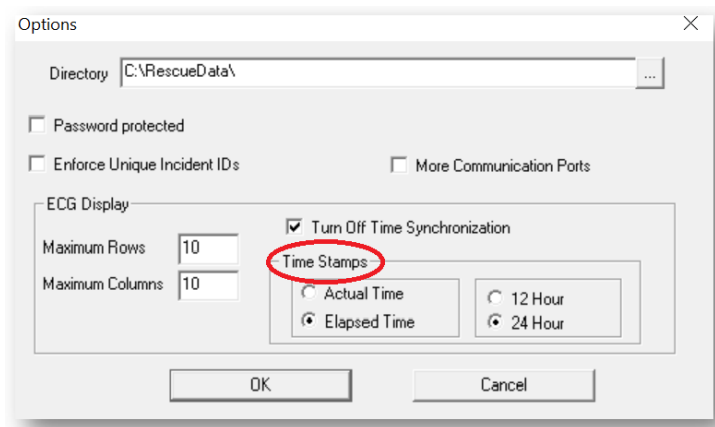 Options
Directory C:\RescueData\ ...
Password protected
Enforce Unique Incident IDs
More Communication Ports
ECG Display
Turn Off Time Synchronization
Maximum Rows 10
Time Stamps
Maximum Columns 10
Actual Time
12 Hour
Elapsed Time
24 Hour
OK
Cancel